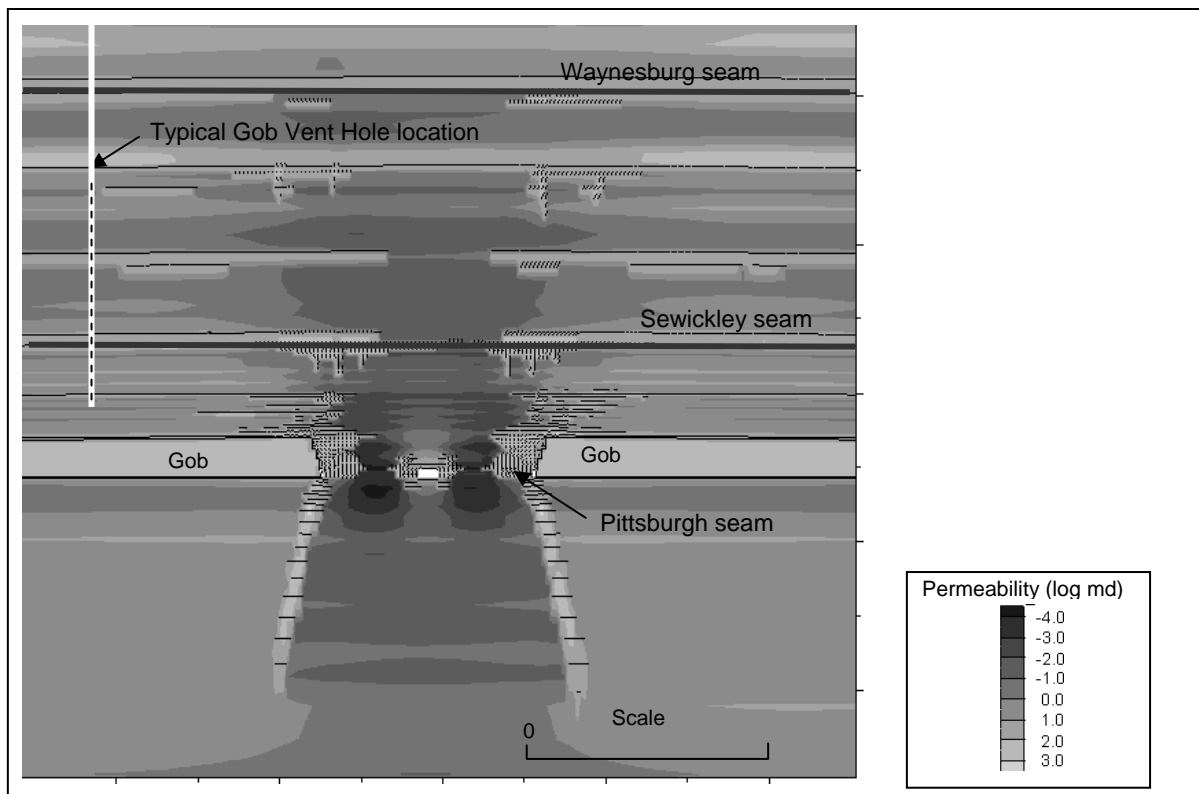 Waynesburg seam
Typical Gob Vent Hole location
Sewickley seam
Gob
Gob
Pittsburgh seam
Scale
0
Permeability (log md)
-4.0
-3.0
-2.0
-1.0
0.0
1.0
2.0
3.0